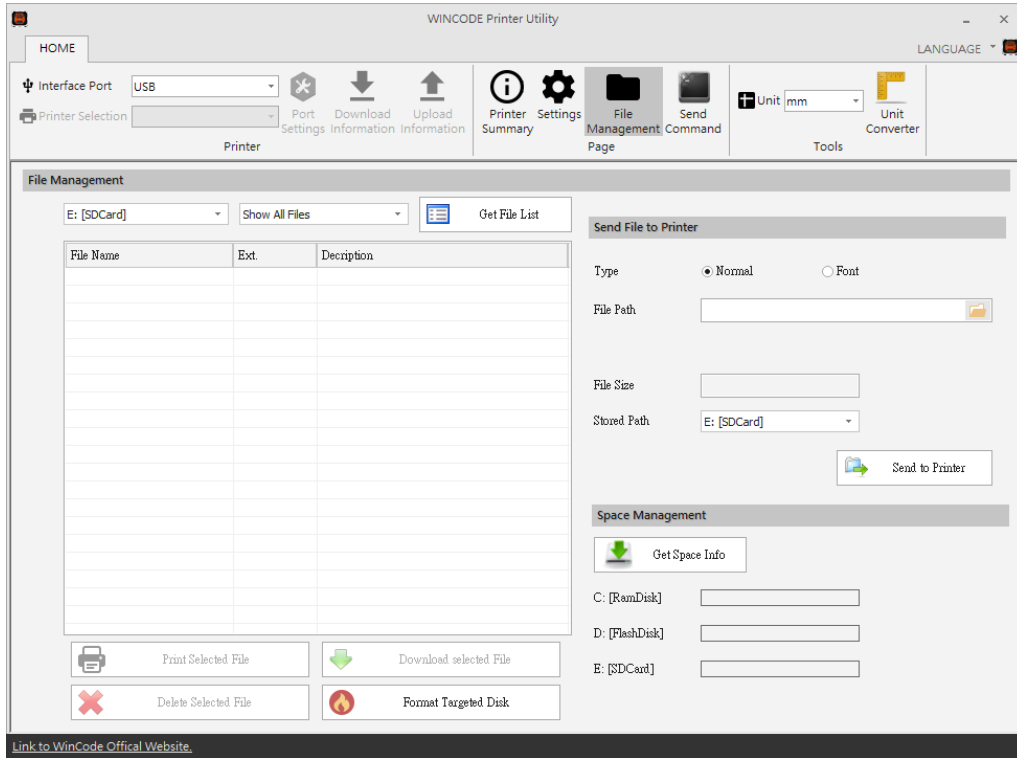 WINCODE Printer Utility
HOME
LANGUAGE
Interface Port
USB
Printer Selection
Port Settings
Download Information
Upload Information
Printer
Printer Summary
Settings
File Management
Send Command
Page
Unit
mm
Unit Converter
Tools
File Management
E: [SDCard]
Show All Files
Get File List
File Name
Ext.
Decription
Print Selected File
Download selected File
Delete Selected File
Format Targeted Disk
Send File to Printer
Type
Normal
Font
File Path
File Size
Stored Path
E: [SDCard]
Send to Printer
Space Management
Get Space Info
C: [RamDisk]
D: [FlashDisk]
E: [SDCard]
Link to WinCode Offical Website.